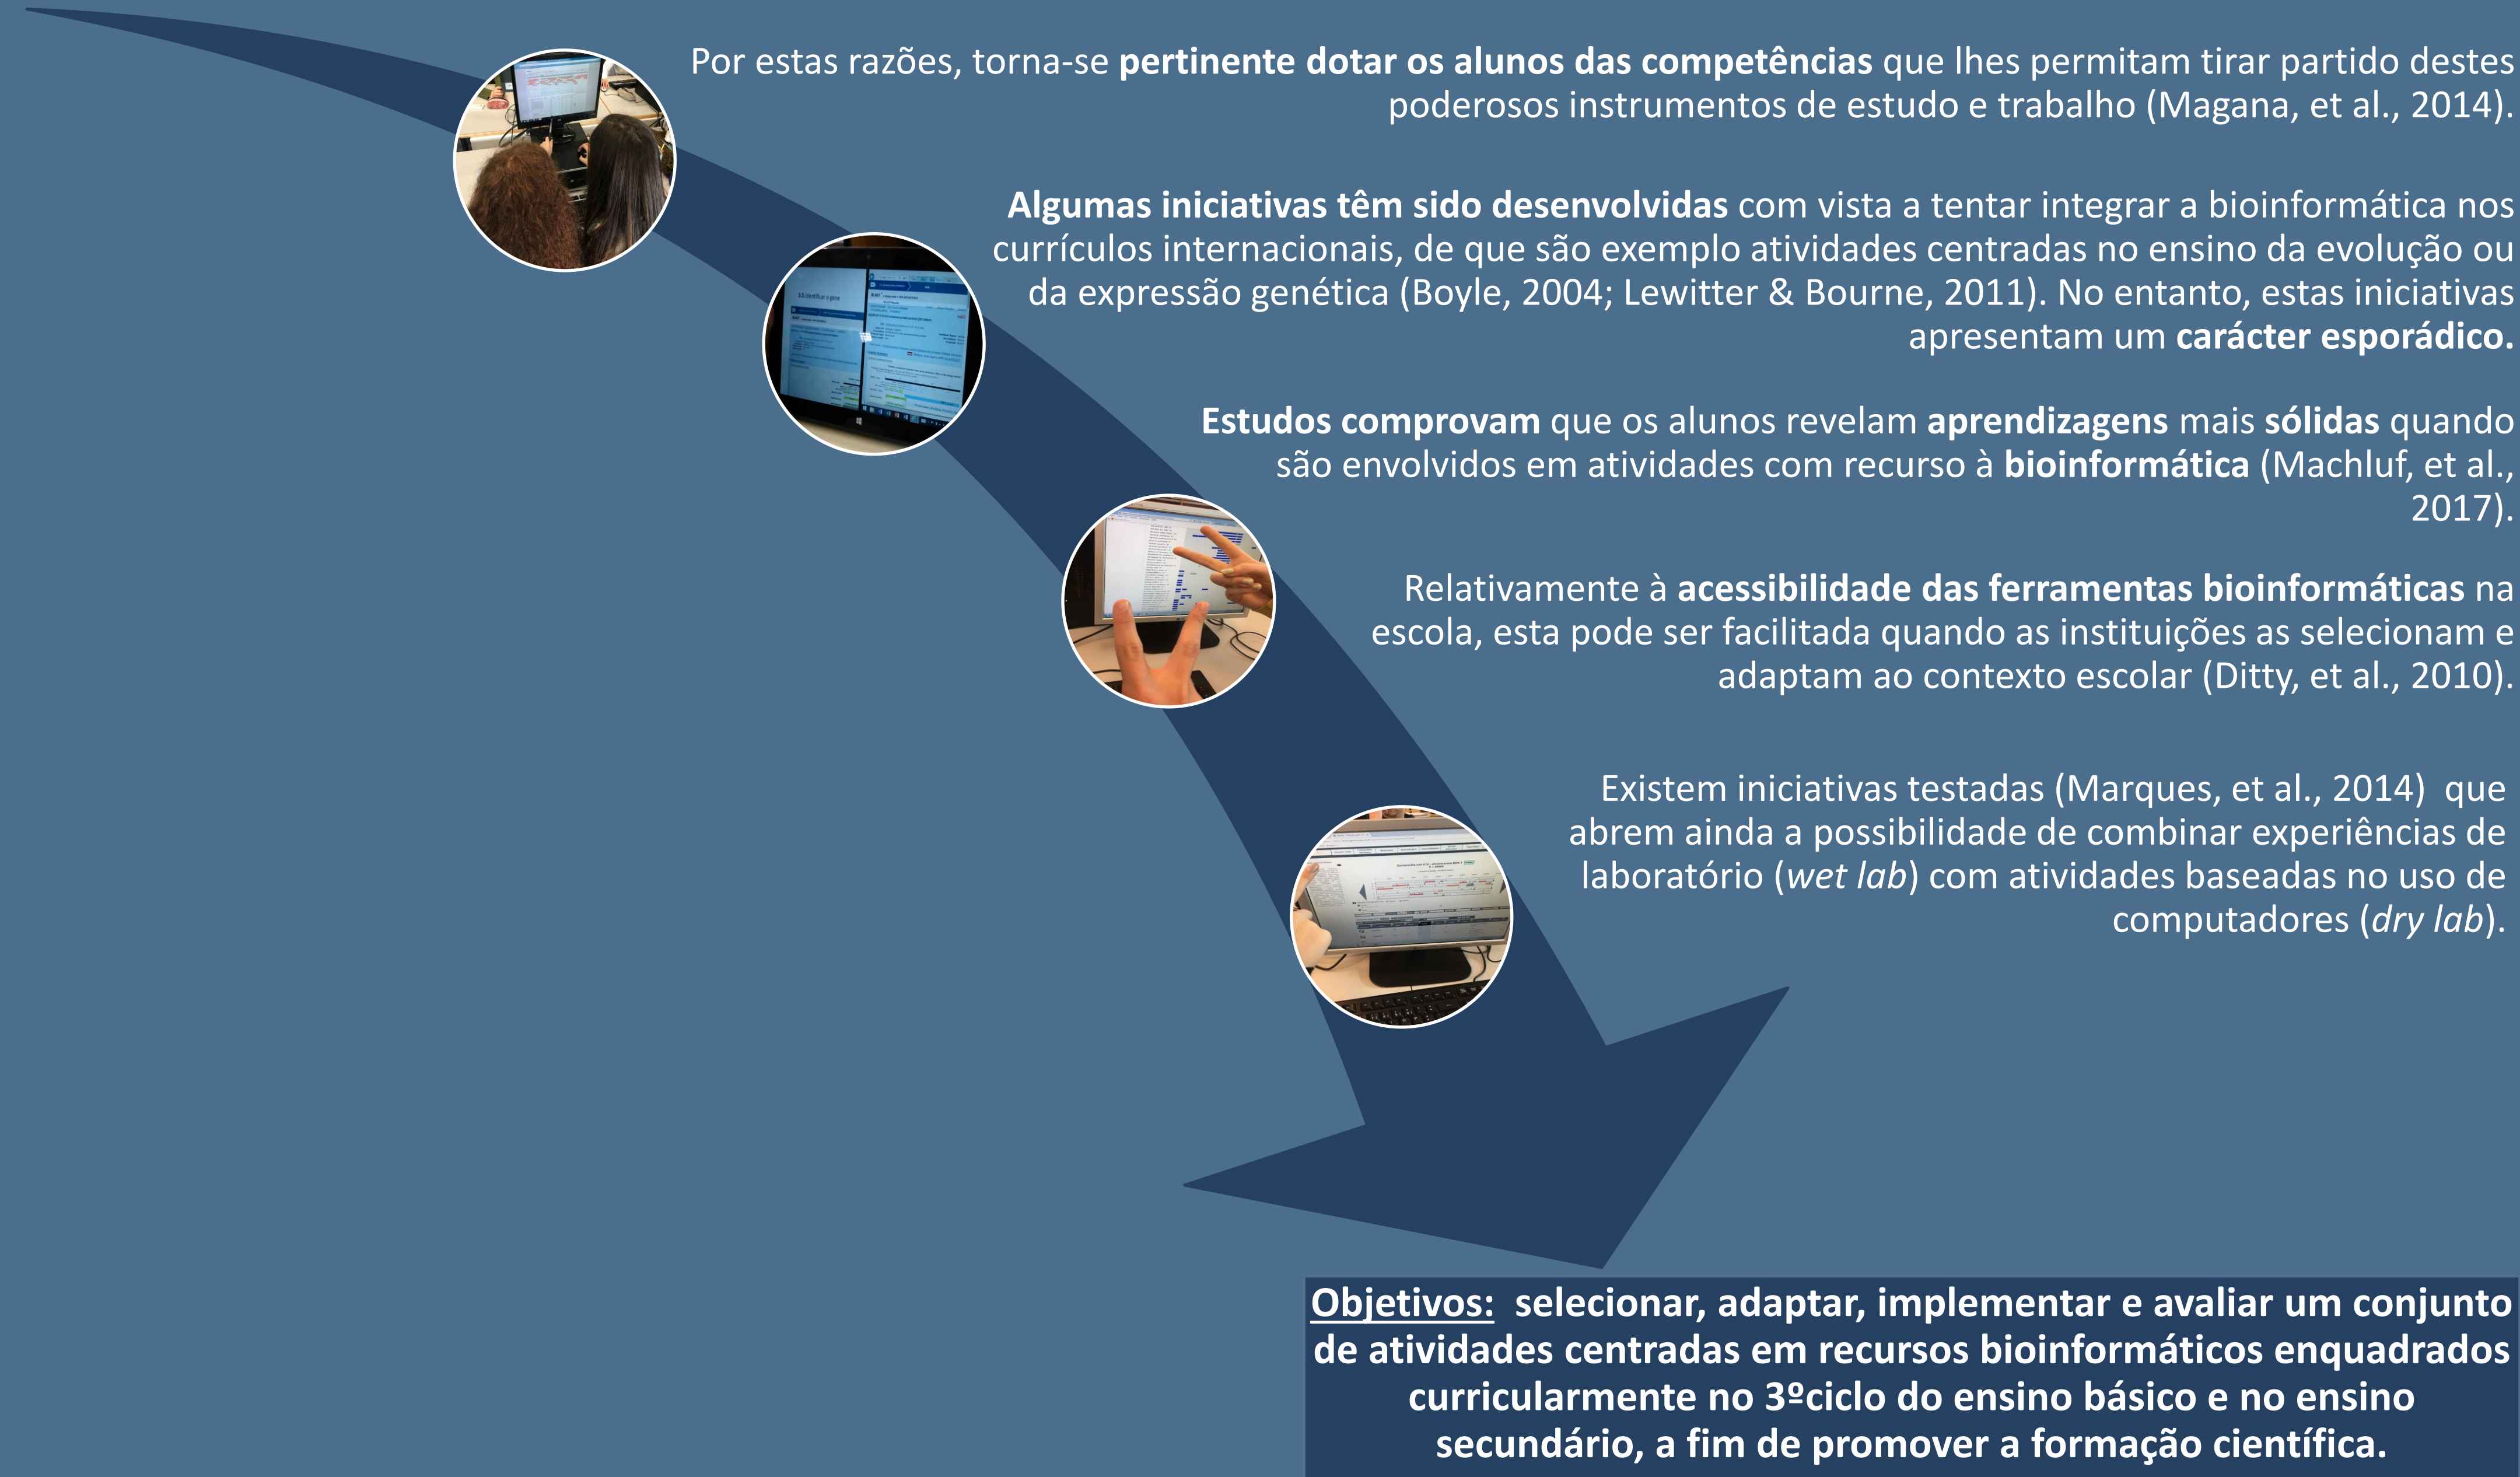 Por estas razões, torna-se pertinente dotar os alunos das competências que lhes permitam tirar partido destes
poderosos instrumentos de estudo e trabalho (Magana, et al., 2014).
Algumas iniciativas têm sido desenvolvidas com vista a tentar integrar a bioinformática nos
currículos internacionais, de que são exemplo atividades centradas no ensino da evolução ou
da expressão genética (Boyle, 2004; Lewitter & Bourne, 2011). No entanto, estas iniciativas
apresentam um carácter esporádico.
Estudos comprovam que os alunos revelam aprendizagens mais sólidas quando
são envolvidos em atividades com recurso à bioinformática (Machluf, et al.,
2017).
Relativamente à acessibilidade das ferramentas bioinformáticas na
escola, esta pode ser facilitada quando as instituições as selecionam e
adaptam ao contexto escolar (Ditty, et al., 2010).
Existem iniciativas testadas (Marques, et al., 2014)  que
abrem ainda a possibilidade de combinar experiências de
laboratório (wet lab) com atividades baseadas no uso de
computadores (dry lab).
Objetivos:  selecionar, adaptar, implementar e avaliar um conjunto
de atividades centradas em recursos bioinformáticos enquadrados
curricularmente no 3ºciclo do ensino básico e no ensino
secundário, a fim de promover a formação científica.